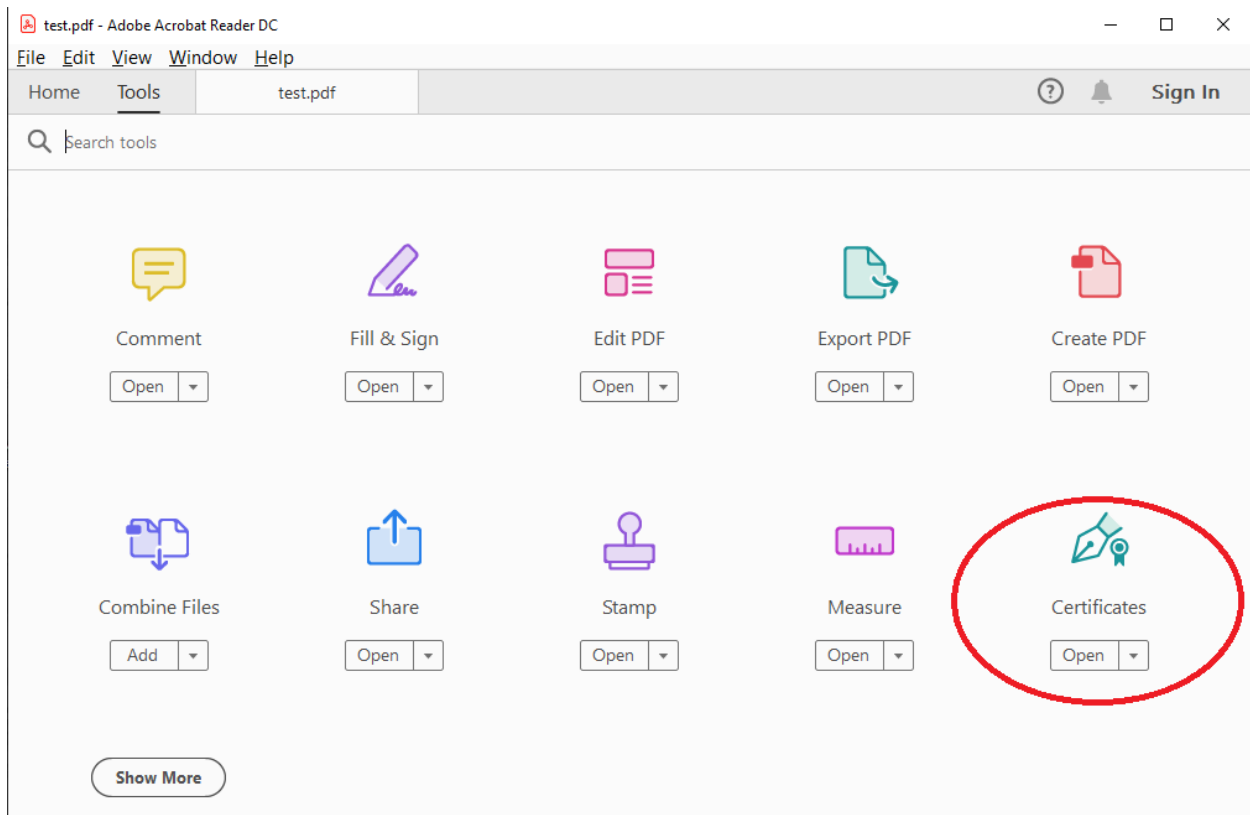 test.pdf - Adobe Acrobat Reader DC
File Edit View Window Help
Home Tools test.pdf ? Sign In
Search tools
Comment Fill & Sign Edit PDF Export PDF Create PDF
Open Open Open Open Open
Combine Files Share Stamp Measure Certificates
Add Open Open Open Open
Show More